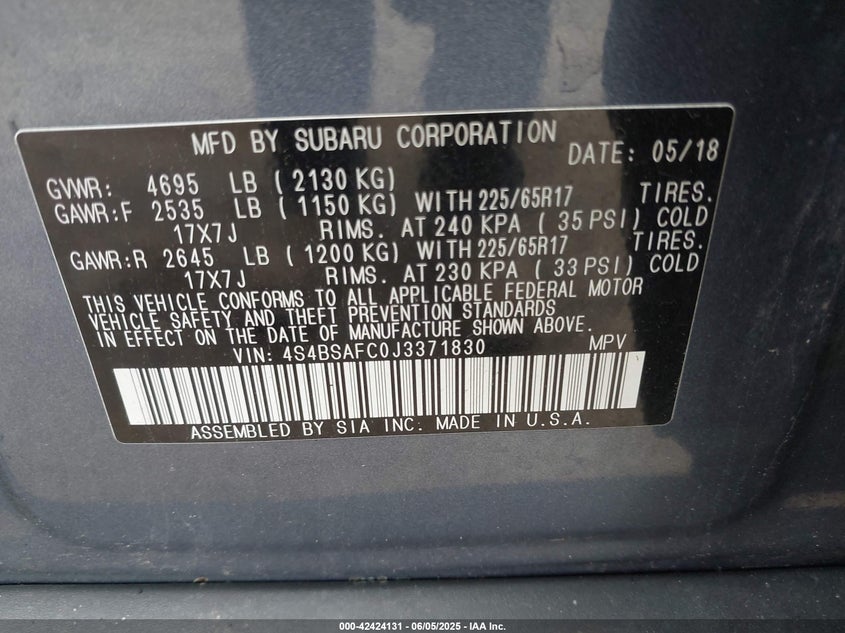 MFD BY SUBARU CORPORATION DATE: 05/18
GVWR: 4695 LB ( 2130 KG)
GAWR:F 2535 LB ( 1150 KG) WITH 225/65R17 TIRES.
17X7J RIMS. AT 240 KPA ( 35 PSI) COLD
GAWR:R 2645 LB ( 1200 KG) WITH 225/65R17 TIRES.
17X7J RIMS. AT 230 KPA ( 33 PSI) COLD
THIS VEHICLE CONFORMS TO ALL APPLICABLE FEDERAL MOTOR
VEHICLE SAFETY AND THEFT PREVENTION STANDARDS
IN EFFECT ON THE DATE OF MANUFACTURE SHOWN ABOVE.
VIN: 4S4BSAFC0J3371830 MPV
ASSEMBLED BY SIA INC. MADE IN U.S.A.
000-42424131 - 06/05/2025 - IAA Inc.